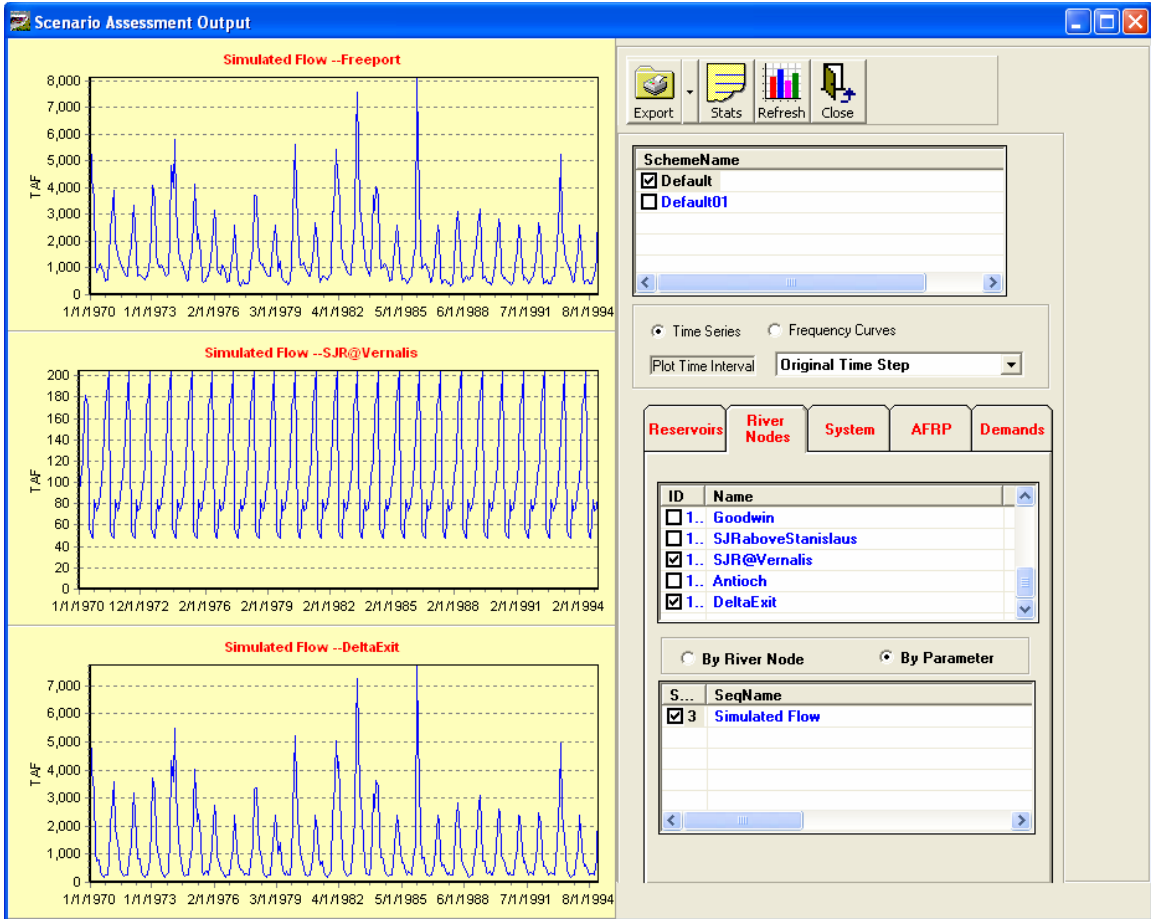 Scenario Assessment Output
Simulated Flow --Freeport
8,000
7,000
6,000
5,000
4,000
3,000
2,000
1,000
0
TAF
1/1/1970 1/1/1973 2/1/1976 3/1/1979 4/1/1982 5/1/1985 6/1/1988 7/1/1991 8/1/1994
Simulated Flow --SJR@Vernalis
200
180
160
140
120
100
80
60
40
20
0
TAF
1/1/1970 12/1/1972 2/1/1976 2/1/1979 2/1/1982 2/1/1985 2/1/1988 2/1/1991 2/1/1994
Simulated Flow --DeltaExit
7,000
6,000
5,000
4,000
3,000
2,000
1,000
0
TAF
1/1/1970 1/1/1973 2/1/1976 3/1/1979 4/1/1982 5/1/1985 6/1/1988 7/1/1991 8/1/1994
Export Stats Refresh Close
SchemeName
Default
Default01
Time Series Frequency Curves
Plot Time Interval Original Time Step
Reservoirs River Nodes System AFRP Demands
ID Name
1.. Goodwin
1.. SJRaboveStanislaus
1.. SJR@Vernalis
1.. Antioch
1.. DeltaExit
By River Node By Parameter
S... SeqName
3 Simulated Flow